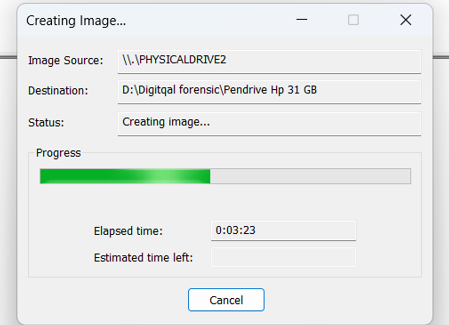 Creating Image...
Image Source: \\.\PHYSICALDRIVE2
Destination: D:\Digitqal forensic\Pendrive Hp 31 GB
Status: Creating image...
Progress
Elapsed time: 0:03:23
Estimated time left:
Cancel